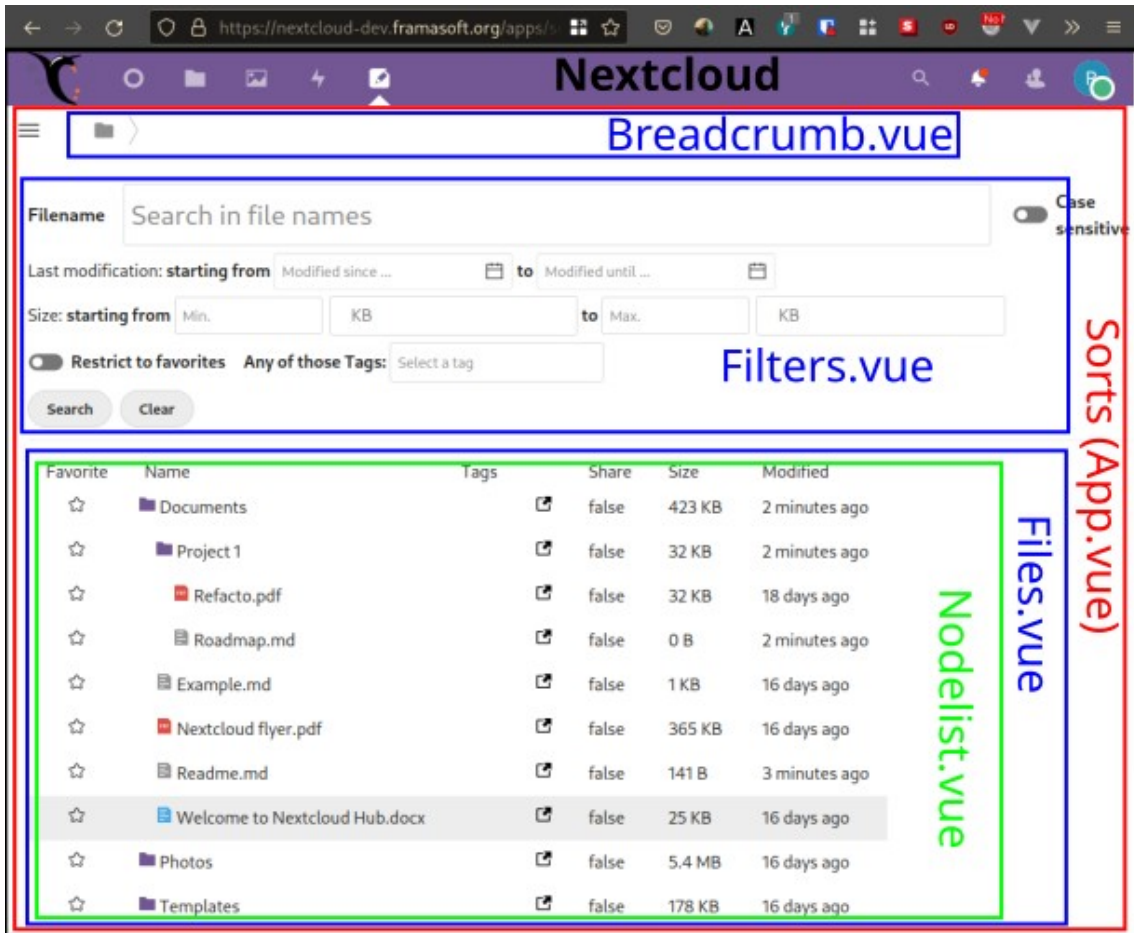 https://nextcloud-dev.framasoft.org/apps/s
Nextcloud
Breadcrumb.vue
Filename Search in file names Case sensitive
Last modification: starting from Modified since ... to Modified until ...
Size: starting from Min. KB to Max. KB
Restrict to favorites Any of those Tags: Select a tag
Filters.vue
Search Clear
Sorts (App.vue)
Favorite Name Tags Share Size Modified
Documents false 423 KB 2 minutes ago
Project 1 false 32 KB 2 minutes ago
Refacto.pdf false 32 KB 18 days ago
Roadmap.md false 0 B 2 minutes ago
Example.md false 1 KB 16 days ago
Nextcloud flyer.pdf false 365 KB 16 days ago
Readme.md false 141 B 3 minutes ago
Welcome to Nextcloud Hub.docx false 25 KB 16 days ago
Photos false 5.4 MB 16 days ago
Templates false 178 KB 16 days ago
Nodelist.vue
Files.vue